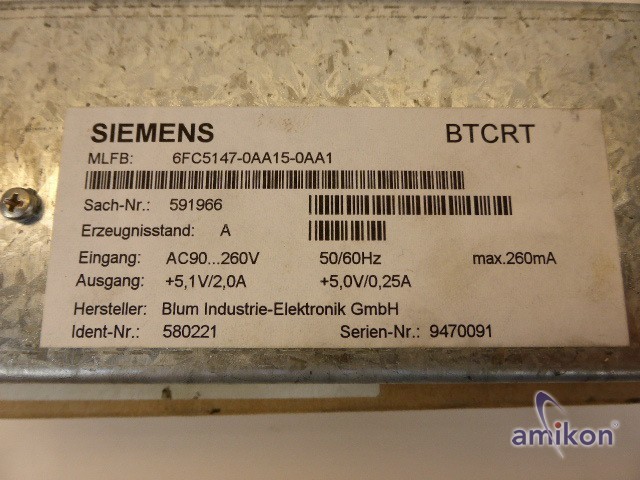 SIEMENS BTCRT
MLFB: 6FC5147-0AA15-0AA1
Sach-Nr.: 591966
Erzeugnisstand: A
Eingang: AC90...260V 50/60Hz max.260mA
Ausgang: +5,1V/2,0A +5,0V/0,25A
Hersteller: Blum Industrie-Elektronik GmbH
Ident-Nr.: 580221 Serien-Nr.: 9470091
amikon